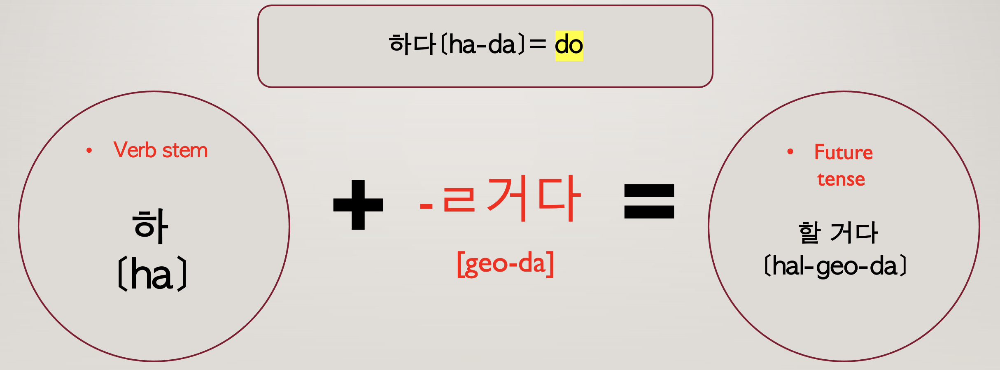 하다〔ha-da〕= do
• Verb stem
하
〔ha〕
+
-ㄹ거다
[geo-da]
=
• Future
tense
할 거다
〔hal-geo-da〕